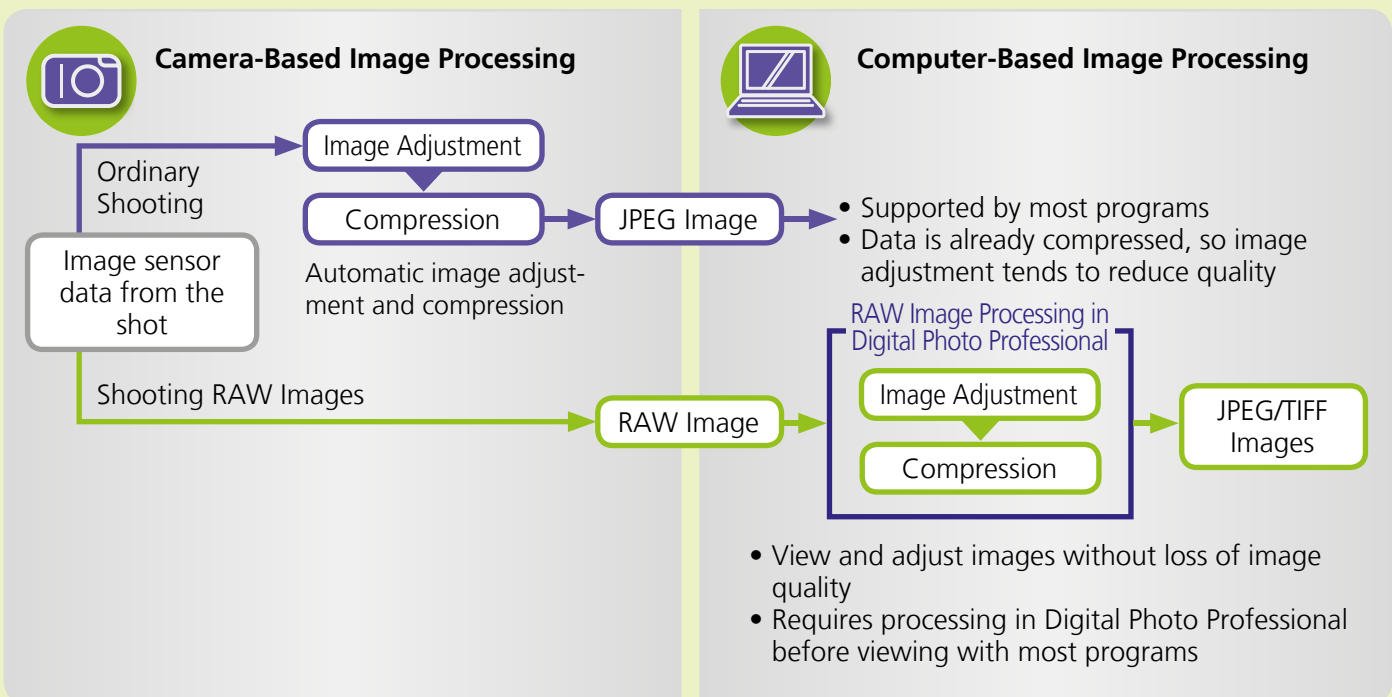 Camera-Based Image Processing
Ordinary
Shooting
Image Adjustment
Compression
JPEG Image
Automatic image adjust-
ment and compression
Image sensor
data from the
shot
Shooting RAW Images
RAW Image
Computer-Based Image Processing
• Supported by most programs
• Data is already compressed, so image
adjustment tends to reduce quality
RAW Image Processing in
Digital Photo Professional
Image Adjustment
Compression
JPEG/TIFF
Images
• View and adjust images without loss of image
quality
• Requires processing in Digital Photo Professional
before viewing with most programs